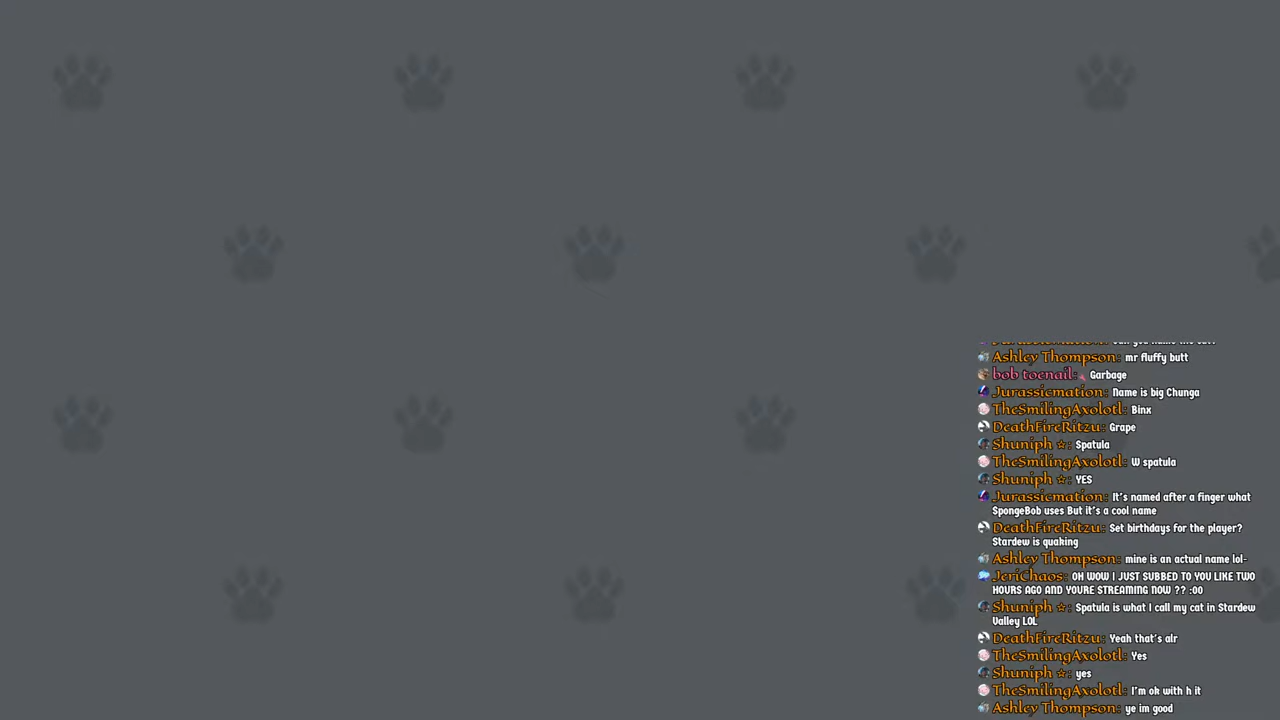 Ashley Thompson: mr fluffy butt
bob toenail: Garbage
Jurassicmation: Name is big Chunga
TheSmilingAxolotl: Binx
DeathFireRitzu: Grape
Shuniph ☆: Spatula
TheSmilingAxolotl: W spatula
Shuniph ☆: YES
Jurassicmation: It's named after a finger what
SpongeBob uses But it's a cool name
DeathFireRitzu: Set birthdays for the player?
Stardew is quaking
Ashley Thompson: mine is an actual name lol-
JeriChaos: OH WOW I JUST SUBBED TO YOU LIKE TWO
HOURS AGO AND YOURE STREAMING NOW ?? :00
Shuniph ☆: Spatula is what I call my cat in Stardew
Valley LOL
DeathFireRitzu: Yeah that's alr
TheSmilingAxolotl: Yes
Shuniph ☆: yes
TheSmilingAxolotl: I'm ok with h it
Ashley Thompson: ye im good